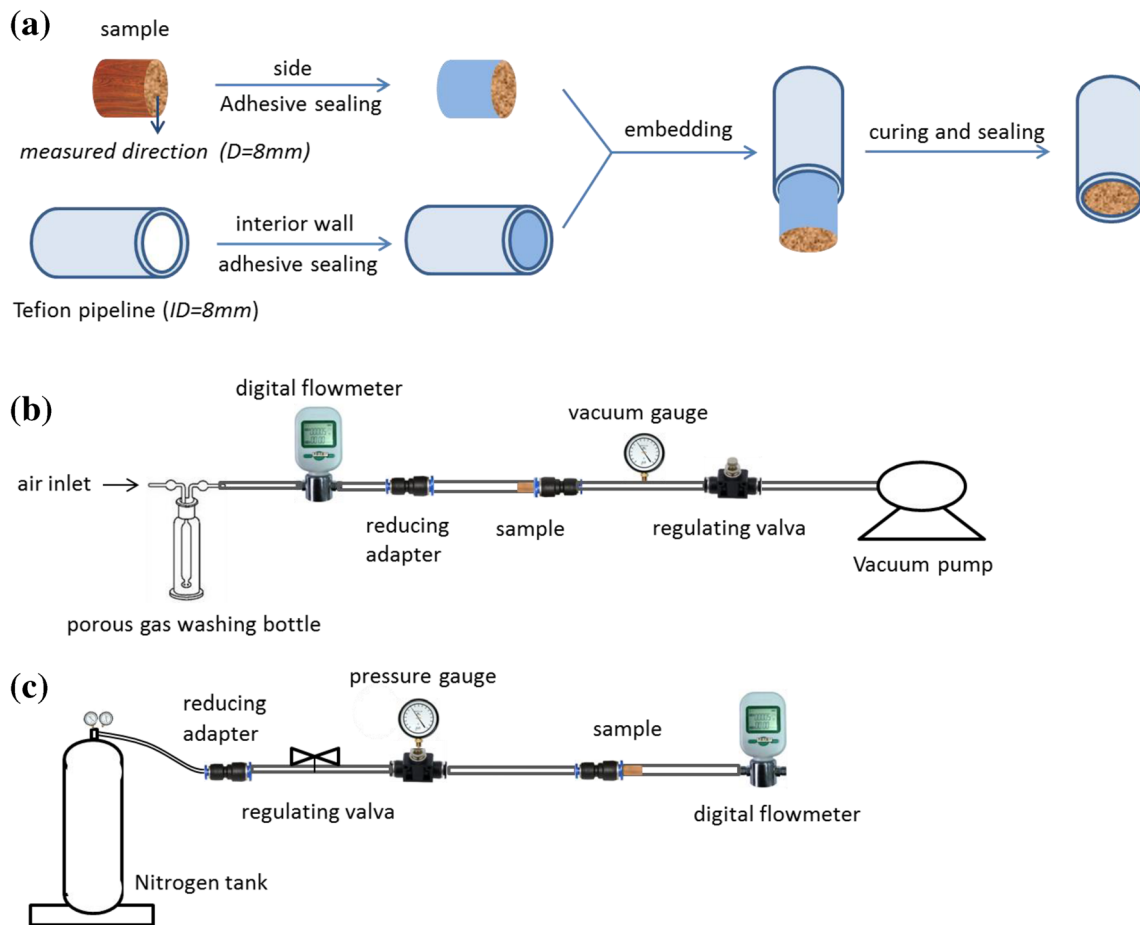 (a)
sample
side
Adhesive sealing
measured direction (D=8mm)
embedding
curing and sealing
interior wall
adhesive sealing
Tefion pipeline (ID=8mm)
(b)
digital flowmeter
vacuum gauge
air inlet
reducing
adapter
sample
regulating valva
Vacuum pump
porous gas washing bottle
(c)
pressure gauge
reducing
adapter
sample
regulating valva
digital flowmeter
Nitrogen tank